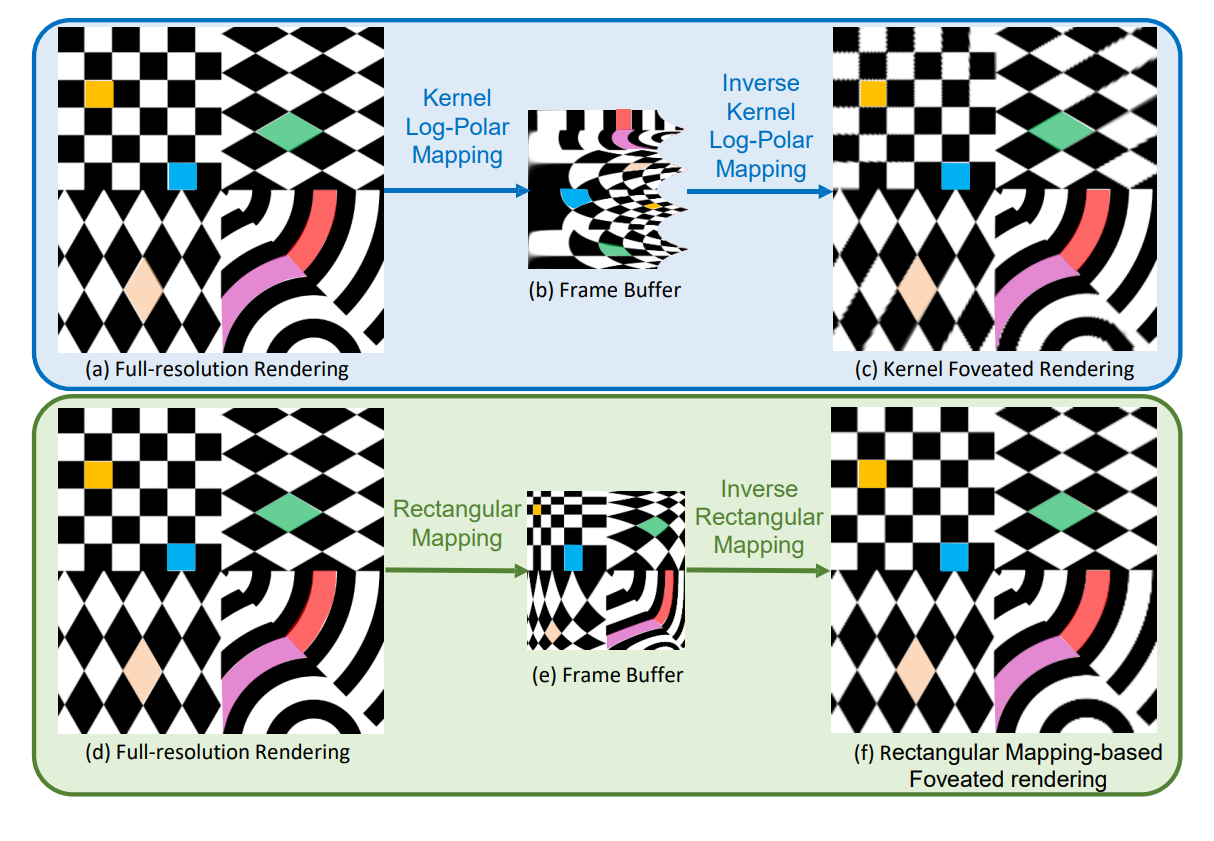 Kernel
Log-Polar
Mapping
Inverse
Kernel
Log-Polar
Mapping
(b) Frame Buffer
(a) Full-resolution Rendering
(c) Kernel Foveated Rendering
Rectangular
Mapping
Inverse
Rectangular
Mapping
(e) Frame Buffer
(d) Full-resolution Rendering
(f) Rectangular Mapping-based
Foveated rendering